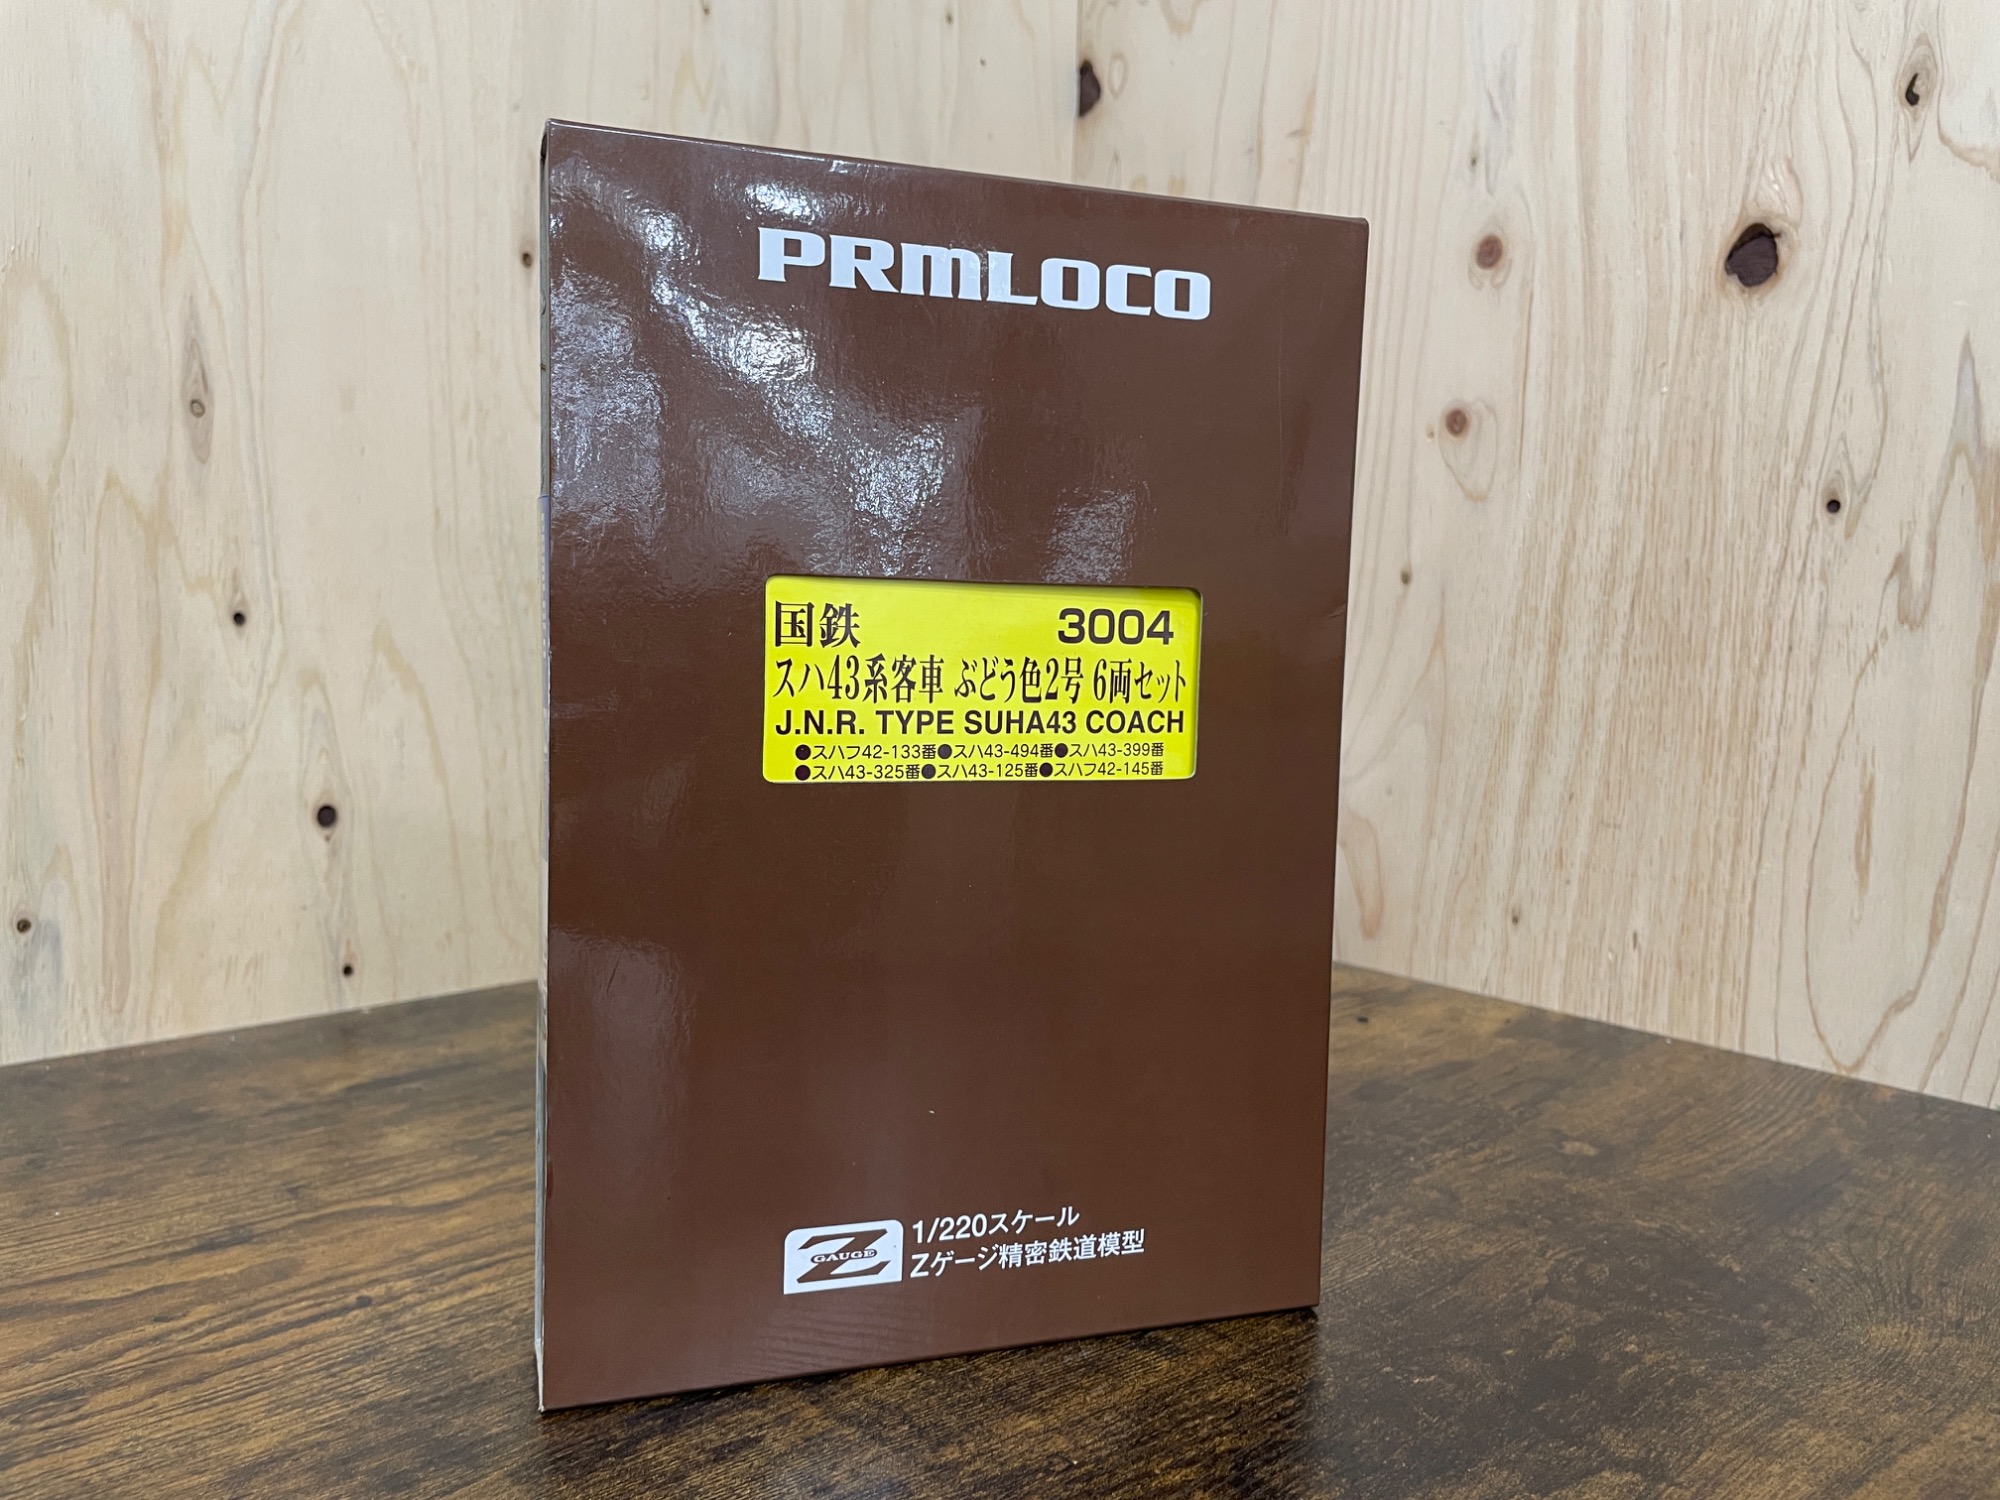 PRMLOCO
国鉄 3004
スハ43系客車 ぶどう色2号 6両セット
J.N.R. TYPE SUHA43 COACH
●スハフ42-133番●スハ43-494番●スハ43-399番
●スハ43-325番●スハ43-125番●スハフ42-145番
Z GAUGE
1/220スケール
Zゲージ精密鉄道模型